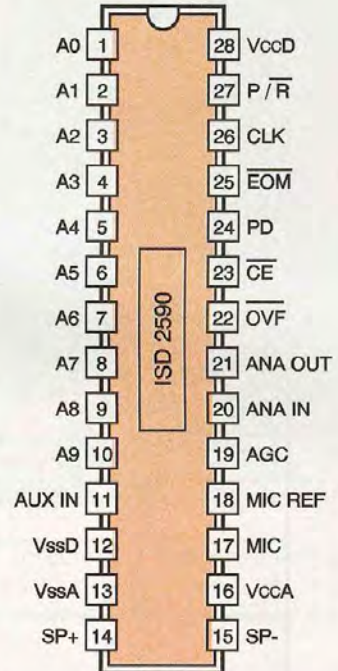 A0 1 28 VccD
A1 2 27 P/R̅
A2 3 26 CLK
A3 4 25 E̅O̅M̅
A4 5 24 PD
A5 6 23 C̅E̅
A6 7 22 O̅V̅F̅
A7 8 21 ANA OUT
A8 9 20 ANA IN
A9 10 19 AGC
AUX IN 11 18 MIC REF
VssD 12 17 MIC
VssA 13 16 VccA
SP+ 14 15 SP-
ISD 2590